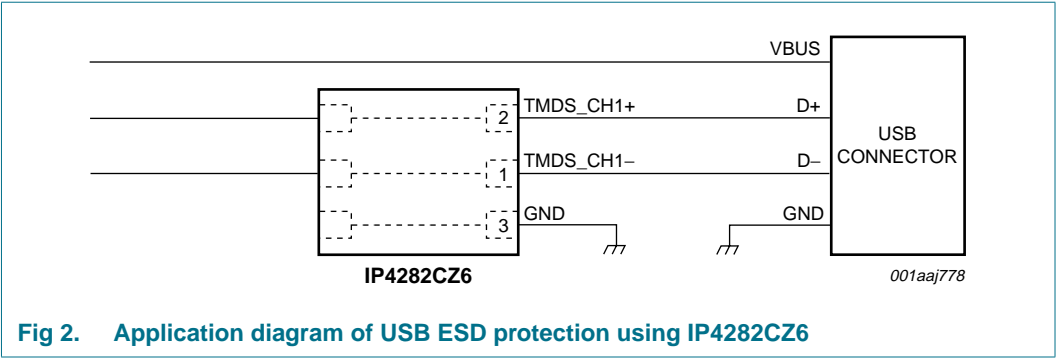 VBUS
TMDS_CH1+ D+
2
USB
CONNECTOR
TMDS_CH1− D−
1
GND GND
3
IP4282CZ6
001aaj778
Fig 2. Application diagram of USB ESD protection using IP4282CZ6